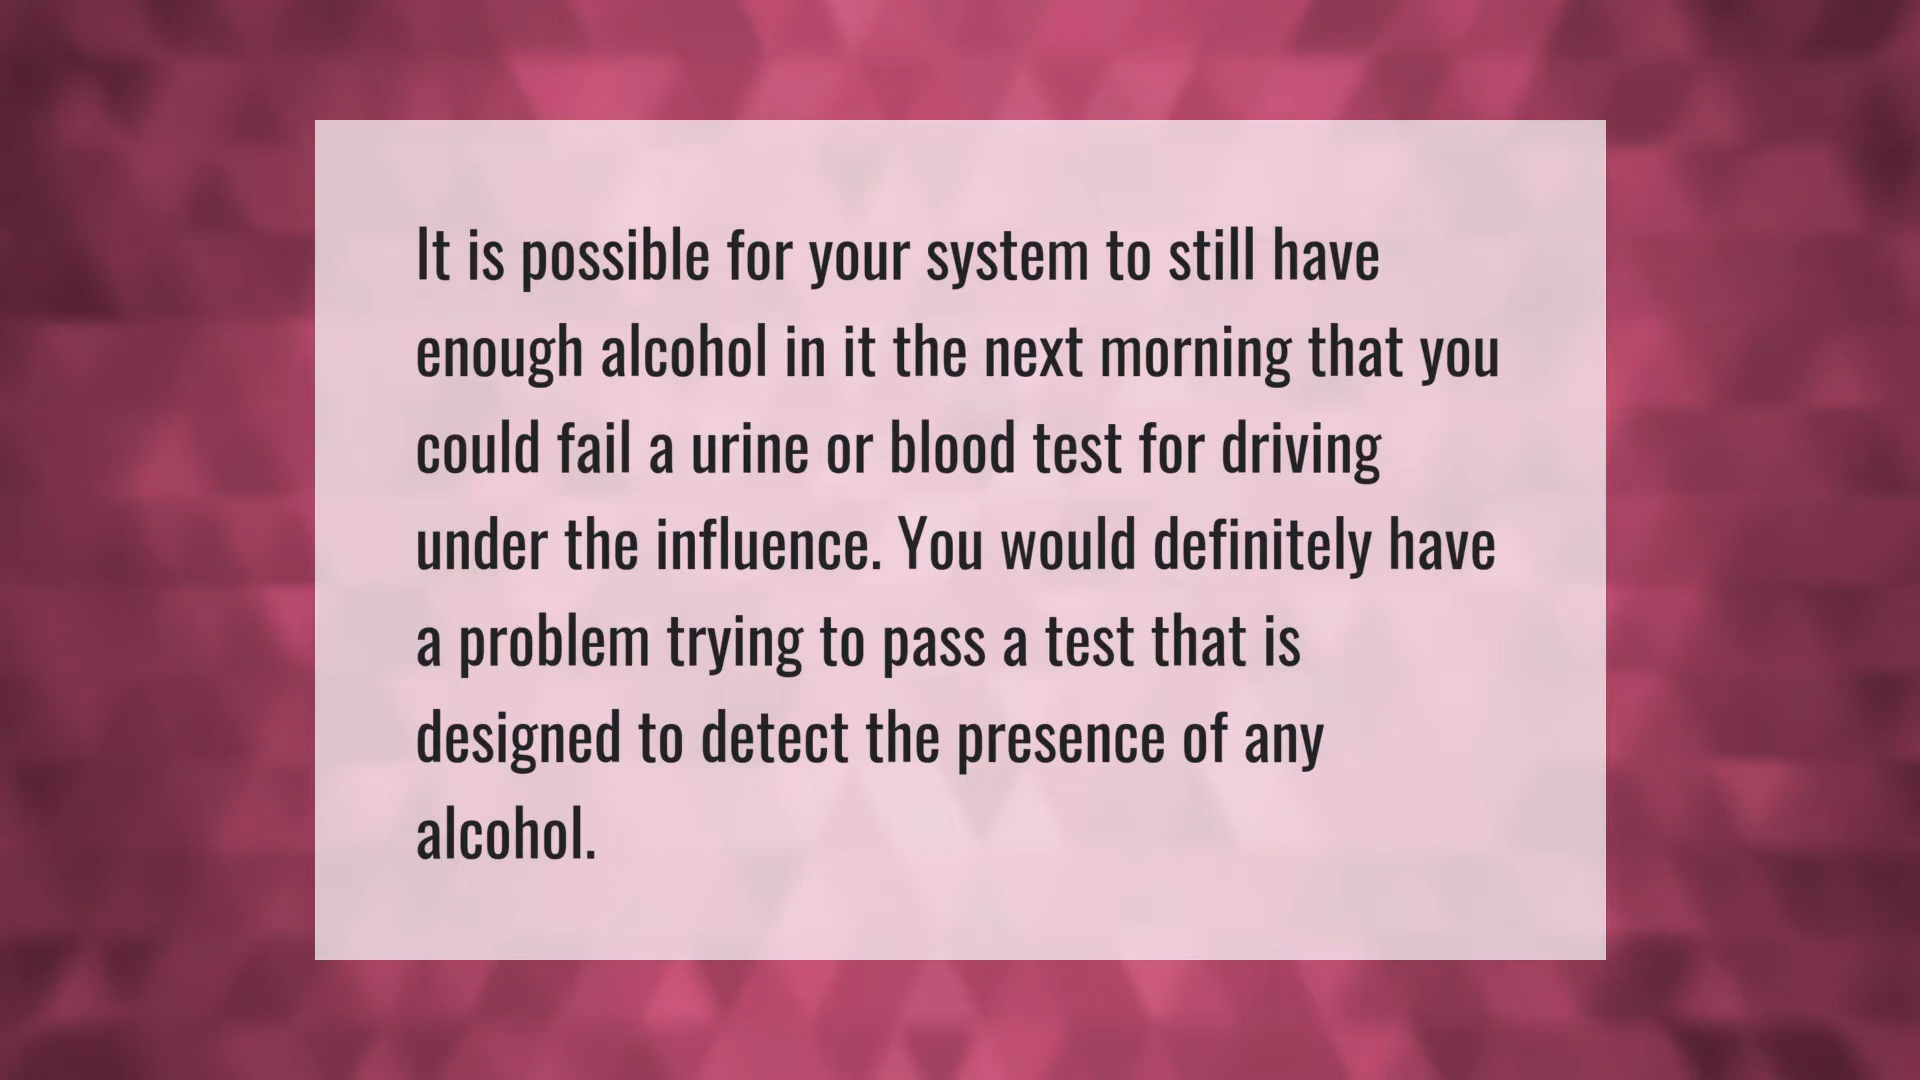 It is possible for your system to still have
enough alcohol in it the next morning that you
could fail a urine or blood test for driving
under the influence. You would definitely have
a problem trying to pass a test that is
designed to detect the presence of any
alcohol.